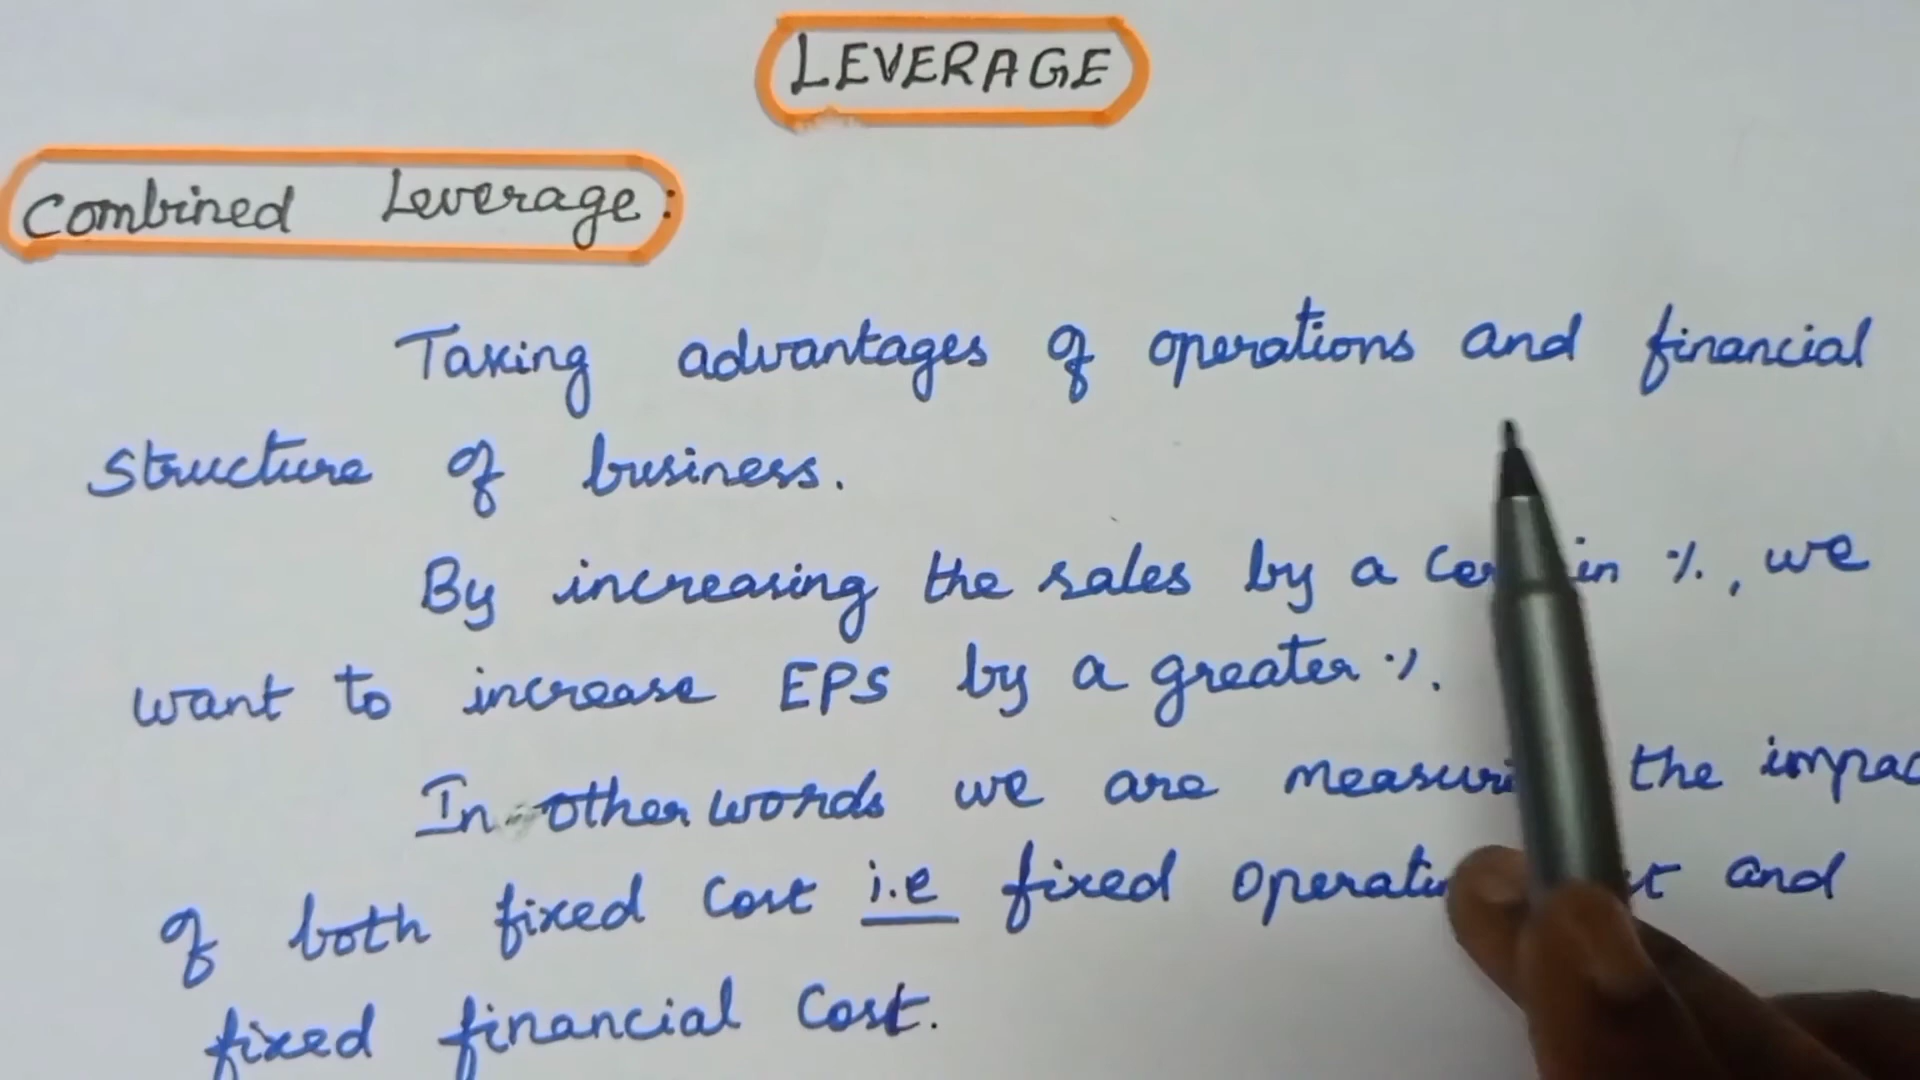 LEVERAGE
Combined Leverage:
Taking advantages of operations and financial
structure of business.
By increasing the sales by a %, we
want to increase EPS by a greater %.
In other words we are the
of both fixed cost i.e fixed and
fixed financial cost.